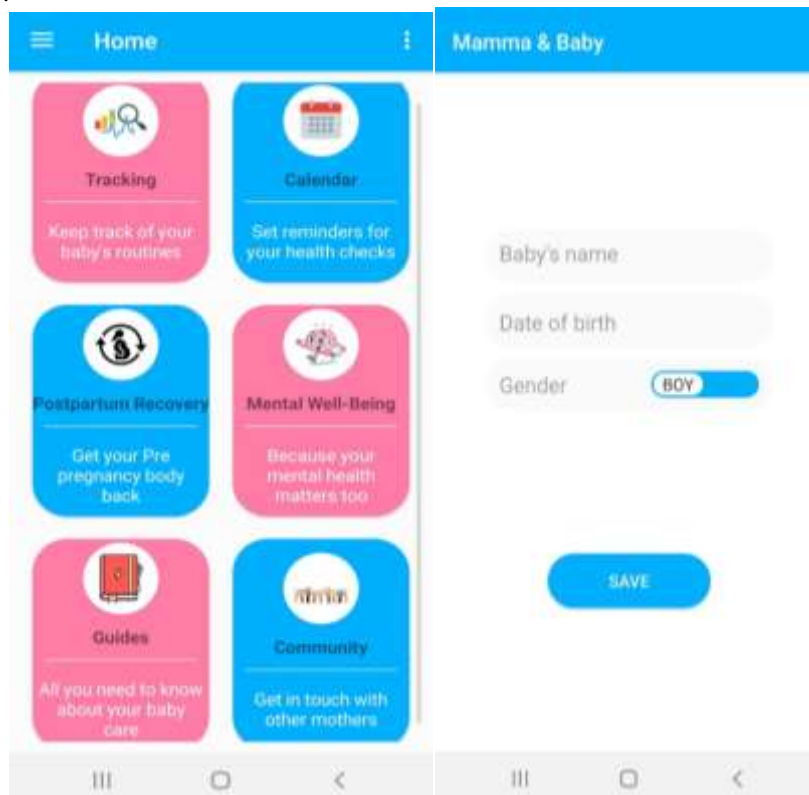 Home
Tracking
Keep track of your
baby's routines
Calendar
Set reminders for
your health checks
Postpartum Recovery
Get your Pre
pregnancy body
back
Mental Well-Being
Because your
mental health
matters too
Guides
All you need to know
about your baby
care
Community
Get in touch with
other mothers
Mamma & Baby
Baby's name
Date of birth
Gender
BOY
SAVE